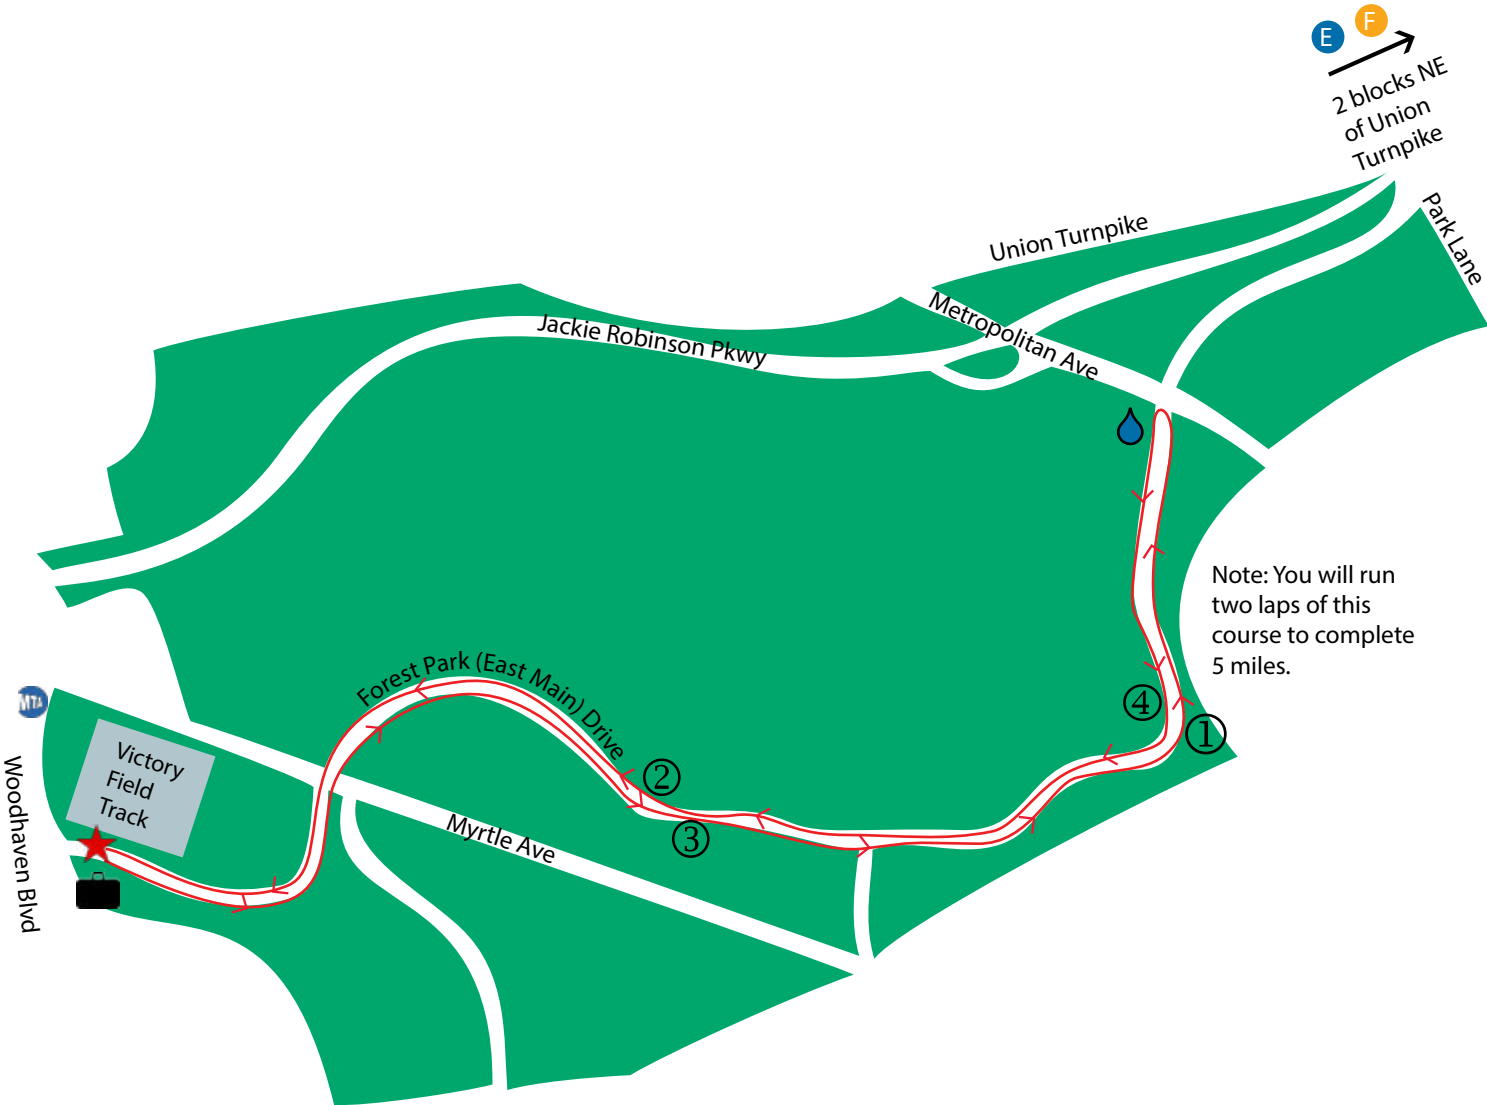 E
F
2 blocks NE
of Union
Turnpike
Park Lane
Union Turnpike
Metropolitan Ave
Jackie Robinson Pkwy
Note: You will run
two laps of this
course to complete
5 miles.
Forest Park (East Main) Drive
MTA
④
①
Victory
Field
Track
②
③
Woodhaven Blvd
Myrtle Ave